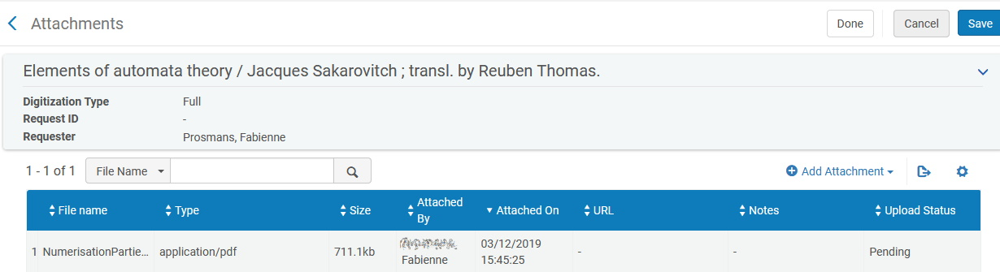 Attachments
Done
Cancel
Save
Elements of automata theory / Jacques Sakarovitch ; transl. by Reuben Thomas.
Digitization Type Full
Request ID -
Requester Prosmans, Fabienne
1 - 1 of 1 File Name
Add Attachment
File name Type Size Attached By Attached On URL Notes Upload Status
1 NumerisationPartie... application/pdf 711.1kb Fabienne 03/12/2019 15:45:25 - - Pending